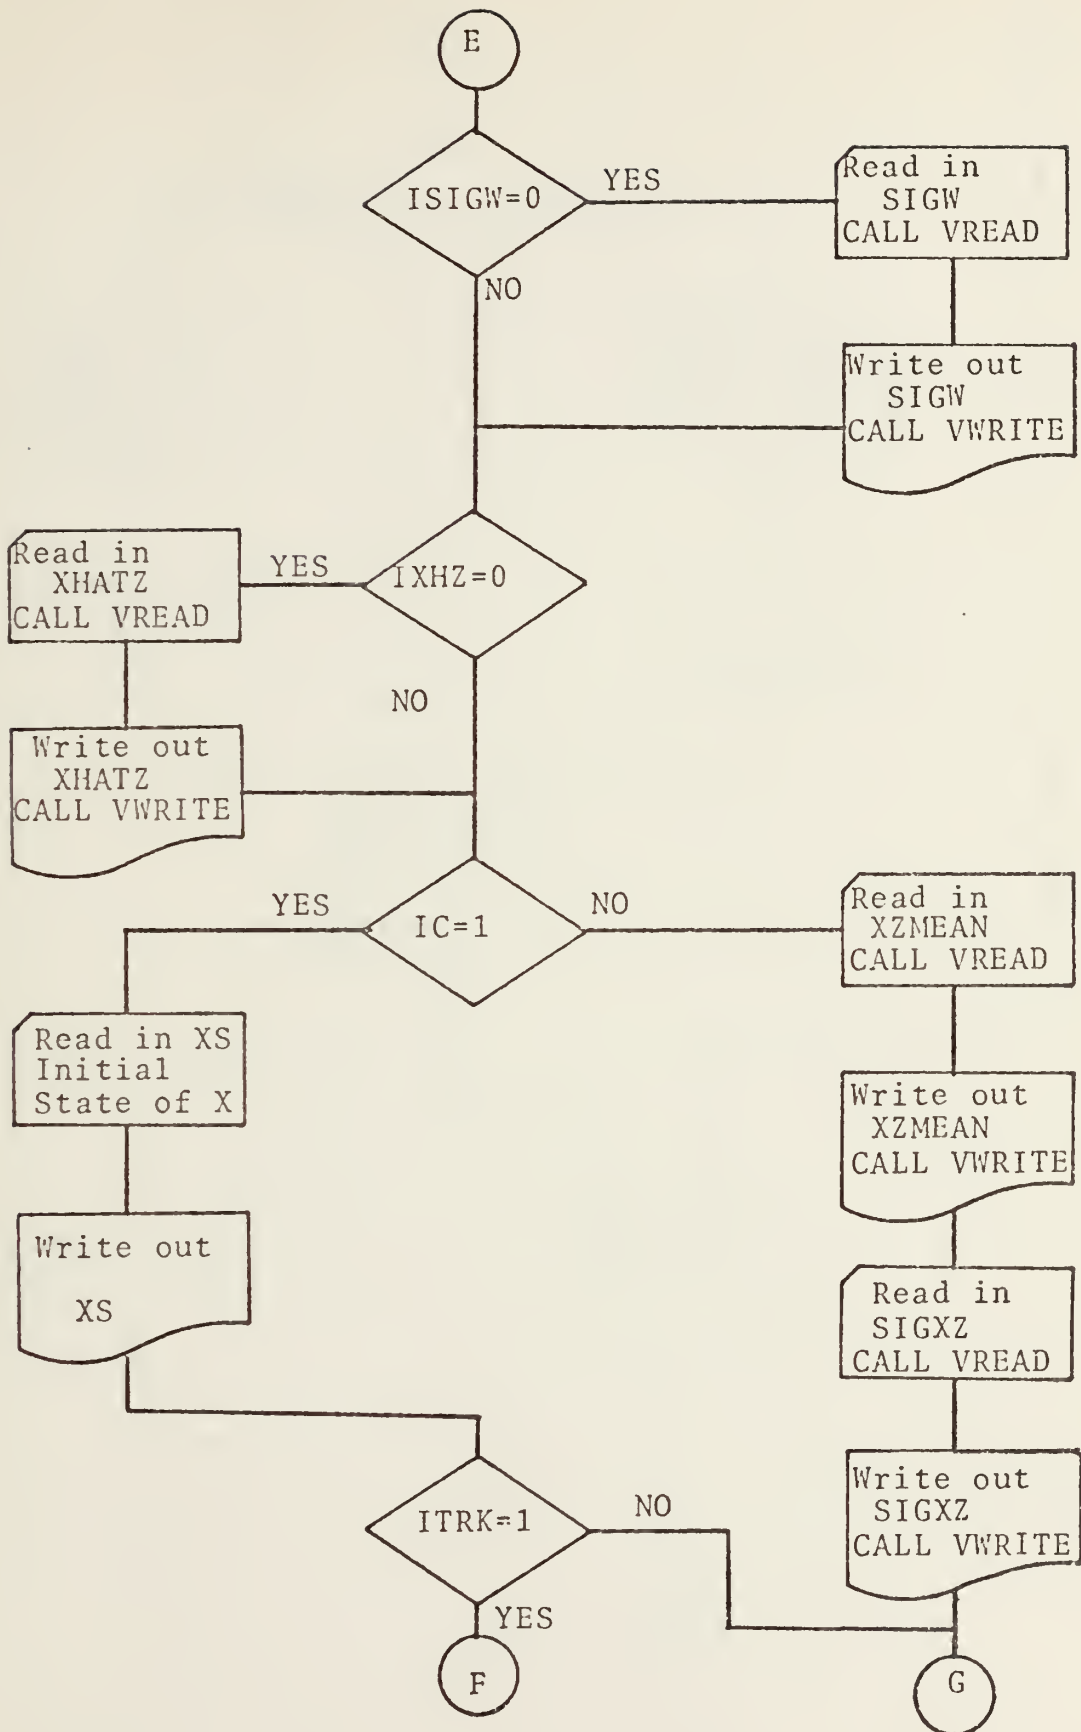 E
ISIGW=0
YES
Read in
SIGW
CALL VREAD
NO
Write out
SIGW
CALL VWRITE
IXHZ=0
YES
Read in
XHATZ
CALL VREAD
NO
Write out
XHATZ
CALL VWRITE
IC=1
YES
NO
Read in XS
Initial
State of X
Write out
XS
Read in
XZMEAN
CALL VREAD
Write out
XZMEAN
CALL VWRITE
Read in
SIGXZ
CALL VREAD
Write out
SIGXZ
CALL VWRITE
ITRK=1
NO
YES
F
G